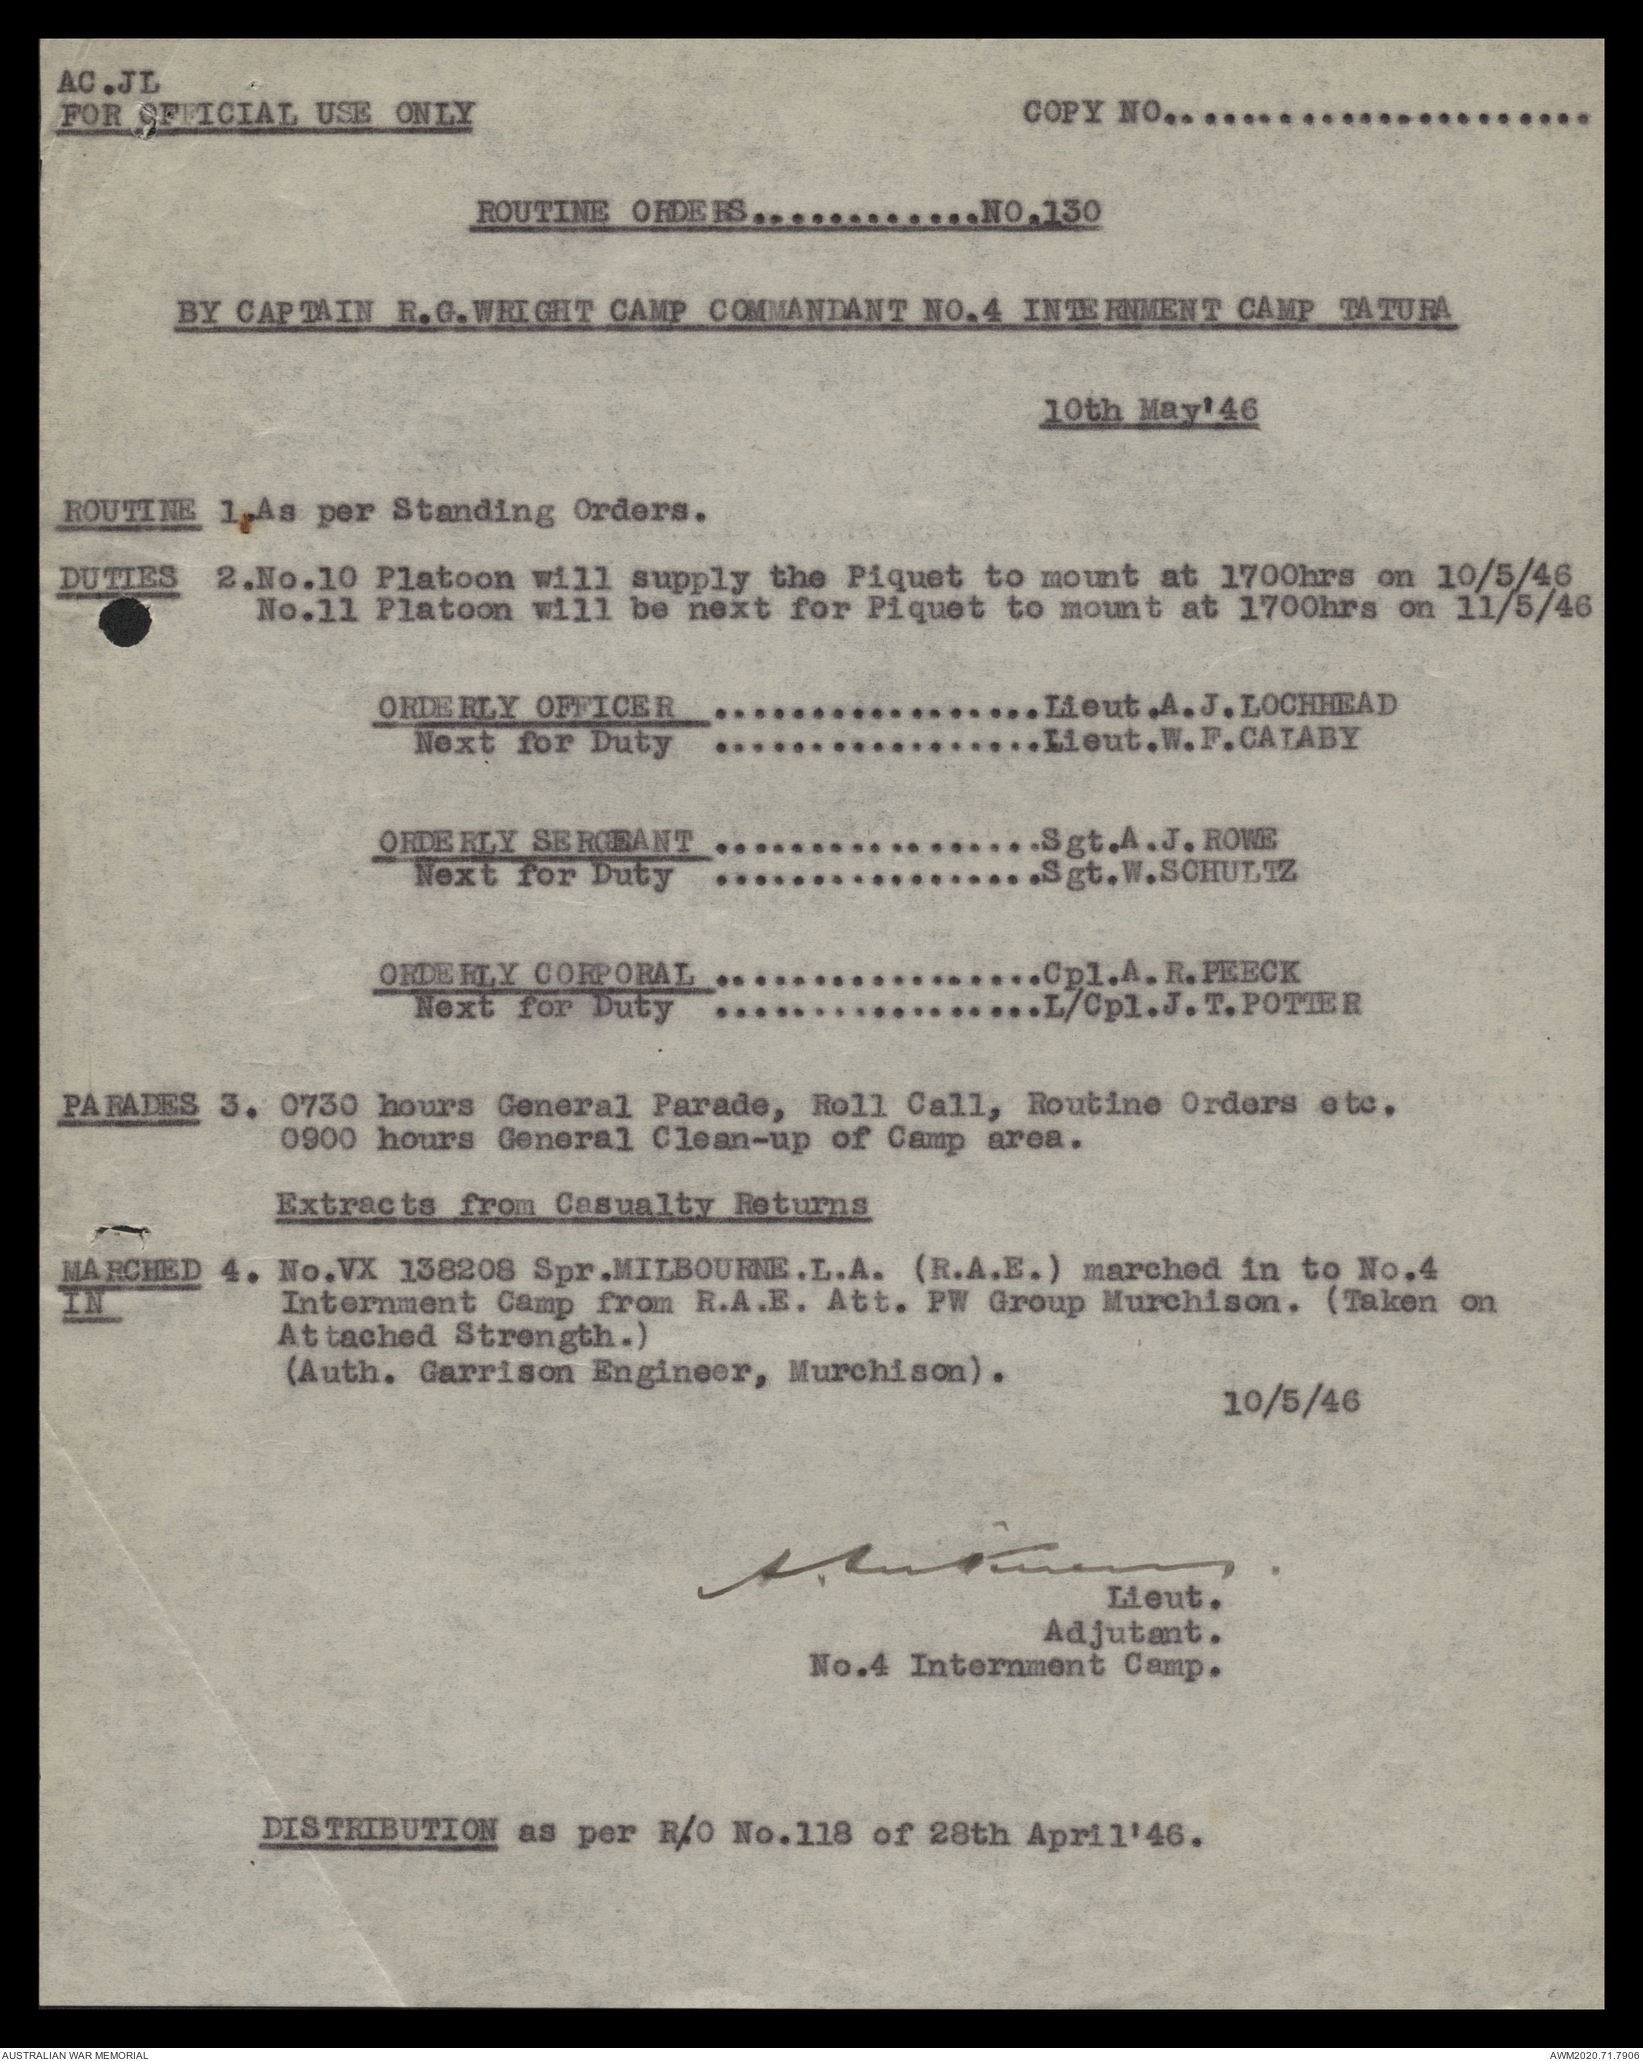 AC.JL
FOR OFFICIAL USE ONLY COPY NO.......................
ROUTINE ORDERS............NO.130
BY CAPTAIN R.G.WRIGHT CAMP COMMANDANT NO.4 INTERNMENT CAMP TATURA
10th May'46
ROUTINE 1.As per Standing Orders.
DUTIES 2.No.10 Platoon will supply the Piquet to mount at 1700hrs on 10/5/46
No.11 Platoon will be next for Piquet to mount at 1700hrs on 11/5/46
ORDERLY OFFICER .................Lieut.A.J.LOCHHEAD
Next for Duty .................Lieut.W.F.CALABY
ORDERLY SERGEANT .................Sgt.A.J.ROWE
Next for Duty .................Sgt.W.SCHULTZ
ORDERLY CORPORAL .................Cpl.A.R.PEECK
Next for Duty .................L/Cpl.J.T.POTTER
PARADES 3. 0730 hours General Parade, Roll Call, Routine Orders etc.
0900 hours General Clean-up of Camp area.
Extracts from Casualty Returns
MARCHED 4. No.VX 138208 Spr.MILBOURNE.L.A. (R.A.E.) marched in to No.4
IN Internment Camp from R.A.E. Att. PW Group Murchison. (Taken on
Attached Strength.)
(Auth. Garrison Engineer, Murchison).
10/5/46
Lieut.
Adjutant.
No.4 Internment Camp.
DISTRIBUTION as per R/O No.118 of 28th April'46.
AUSTRALIAN WAR MEMORIAL AWM2020.71.7906